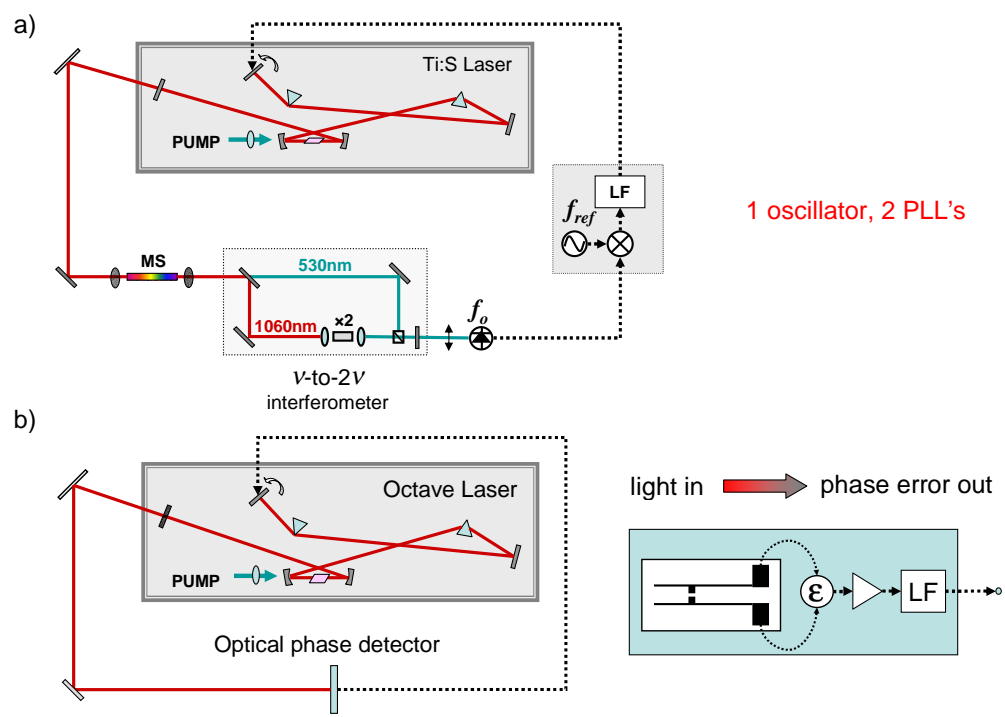 a)
Ti:S Laser
PUMP
LF
f_ref
1 oscillator, 2 PLL's
MS
530nm
1060nm
×2
f_o
ν-to-2ν
interferometer
b)
Octave Laser
PUMP
Optical phase detector
light in
phase error out
ε
LF